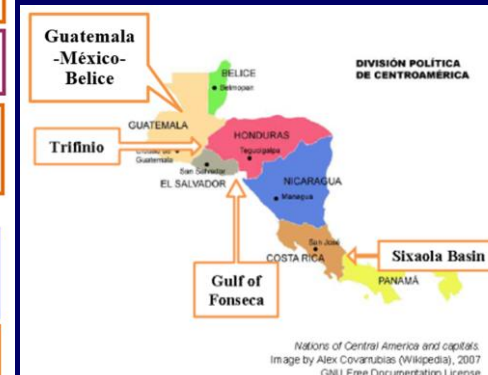 Guatemala
-México-
Belice
DIVISIÓN POLÍTICA
DE CENTROAMÉRICA
BELICE
Belmopan
GUATEMALA
Trifinio
Guatemala
HONDURAS
Tegucigalpa
San Salvador
EL SALVADOR
NICARAGUA
Managua
San José
COSTA RICA
Sixaola Basin
PANAMÁ
Gulf of
Fonseca
Nations of Central America and capitals.
Image by Alex Covarrubias (Wikipedia), 2007
GNU Free Documentation License